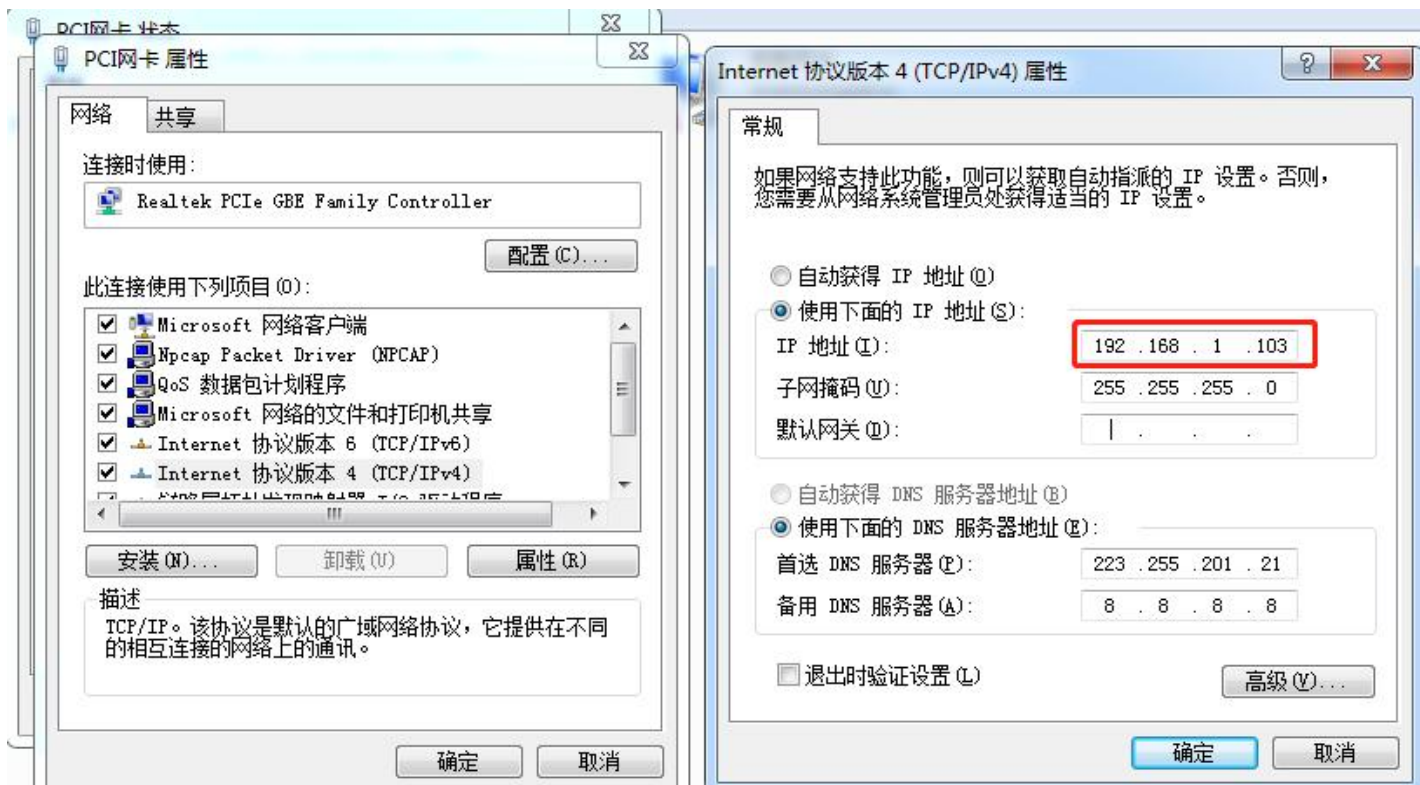 PCI网卡 状态
PCI网卡 属性
网络
共享
连接时使用:
Realtek PCIe GBE Family Controller
配置(C)...
此连接使用下列项目(O):
Microsoft 网络客户端
Npcap Packet Driver (NPCAP)
QoS 数据包计划程序
Microsoft 网络的文件和打印机共享
Internet 协议版本 6 (TCP/IPv6)
Internet 协议版本 4 (TCP/IPv4)
安装(N)...
卸载(U)
属性(R)
描述
TCP/IP。该协议是默认的广域网络协议，它提供在不同
的相互连接的网络上的通讯。
确定
取消
Internet 协议版本 4 (TCP/IPv4) 属性
常规
如果网络支持此功能，则可以获取自动指派的 IP 设置。否则，
您需要从网络系统管理员处获得适当的 IP 设置。
自动获得 IP 地址(O)
使用下面的 IP 地址(S):
IP 地址(I): 192 .168 . 1 .103
子网掩码(U): 255 .255 .255 . 0
默认网关(D): . . .
自动获得 DNS 服务器地址(B)
使用下面的 DNS 服务器地址(E):
首选 DNS 服务器(P): 223 .255 .201 . 21
备用 DNS 服务器(A): 8 . 8 . 8 . 8
退出时验证设置(L)
高级(V)...
确定
取消